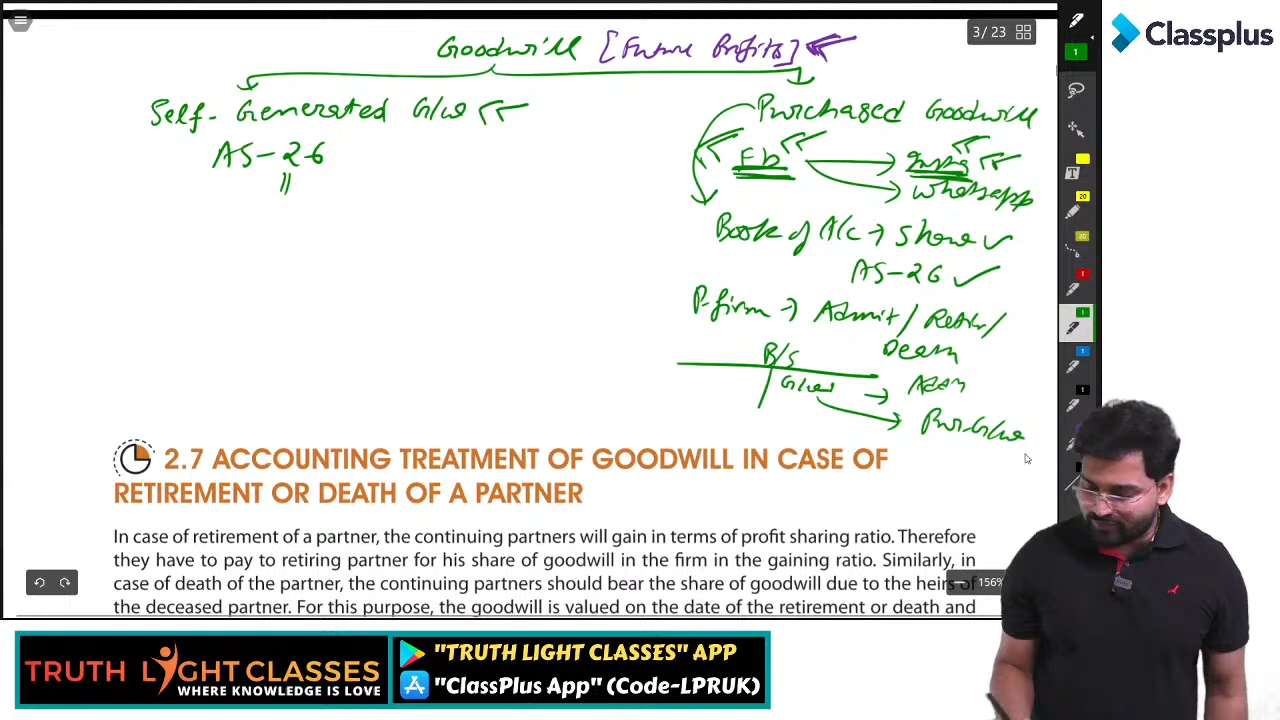 3 / 23
Classplus
Goodwill [Future Profits]
Self-Generated G/w
AS-26
Purchased Goodwill
Fb
Insta
Whatsapp
Book of A/c → Show ✓
AS-26 ✓
P-firm → Admit/Retire/
Death
B/S
G/w
→ Adm
Pur-G/w
2.7 ACCOUNTING TREATMENT OF GOODWILL IN CASE OF
RETIREMENT OR DEATH OF A PARTNER
In case of retirement of a partner, the continuing partners will gain in terms of profit sharing ratio. Therefore
they have to pay to retiring partner for his share of goodwill in the firm in the gaining ratio. Similarly, in
case of death of the partner, the continuing partners should bear the share of goodwill due to the heirs of
the deceased partner. For this purpose, the goodwill is valued on the date of the retirement or death and
156%
TRUTH LIGHT CLASSES
WHERE KNOWLEDGE IS LOVE
"TRUTH LIGHT CLASSES" APP
"ClassPlus App" (Code-LPRUK)